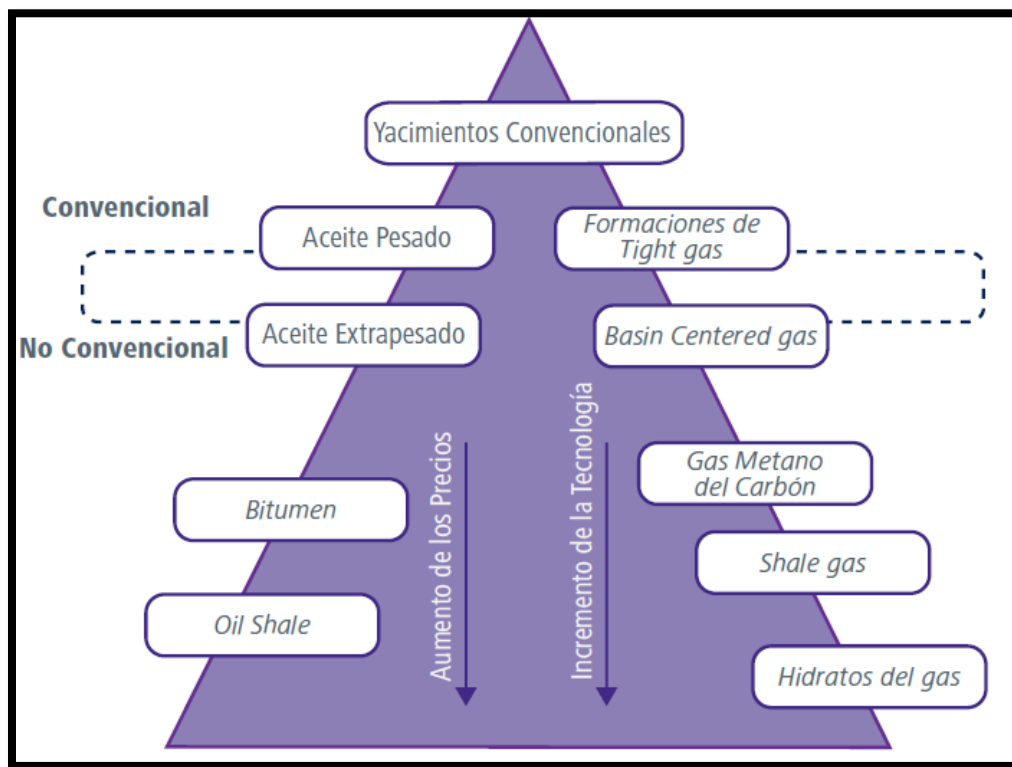 Yacimientos Convencionales
Convencional
Aceite Pesado
Formaciones de
Tight gas
No Convencional
Aceite Extrapesado
Basin Centered gas
Aumento de los Precios
Incremento de la Tecnología
Gas Metano
del Carbón
Bitumen
Shale gas
Oil Shale
Hidratos del gas